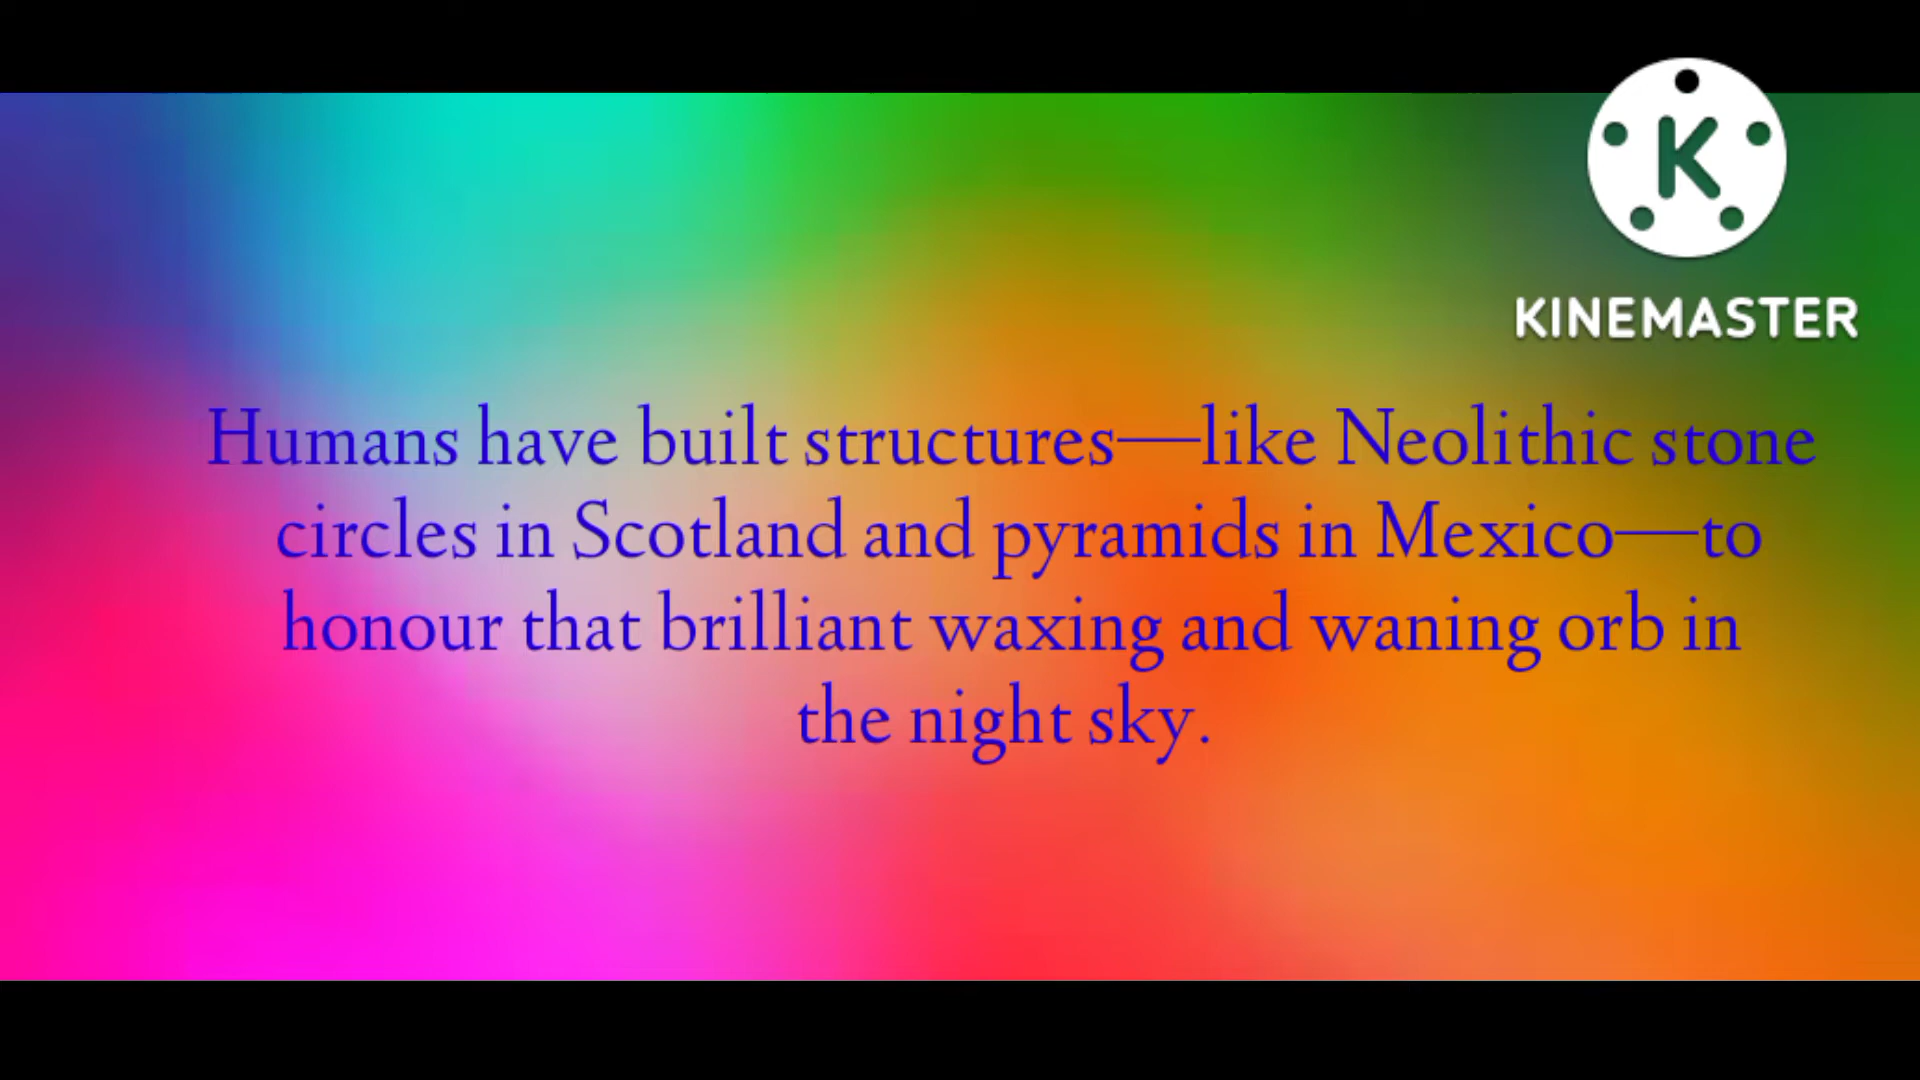 K
KINEMASTER
Humans have built structures—like Neolithic stone
circles in Scotland and pyramids in Mexico—to
honour that brilliant waxing and waning orb in
the night sky.